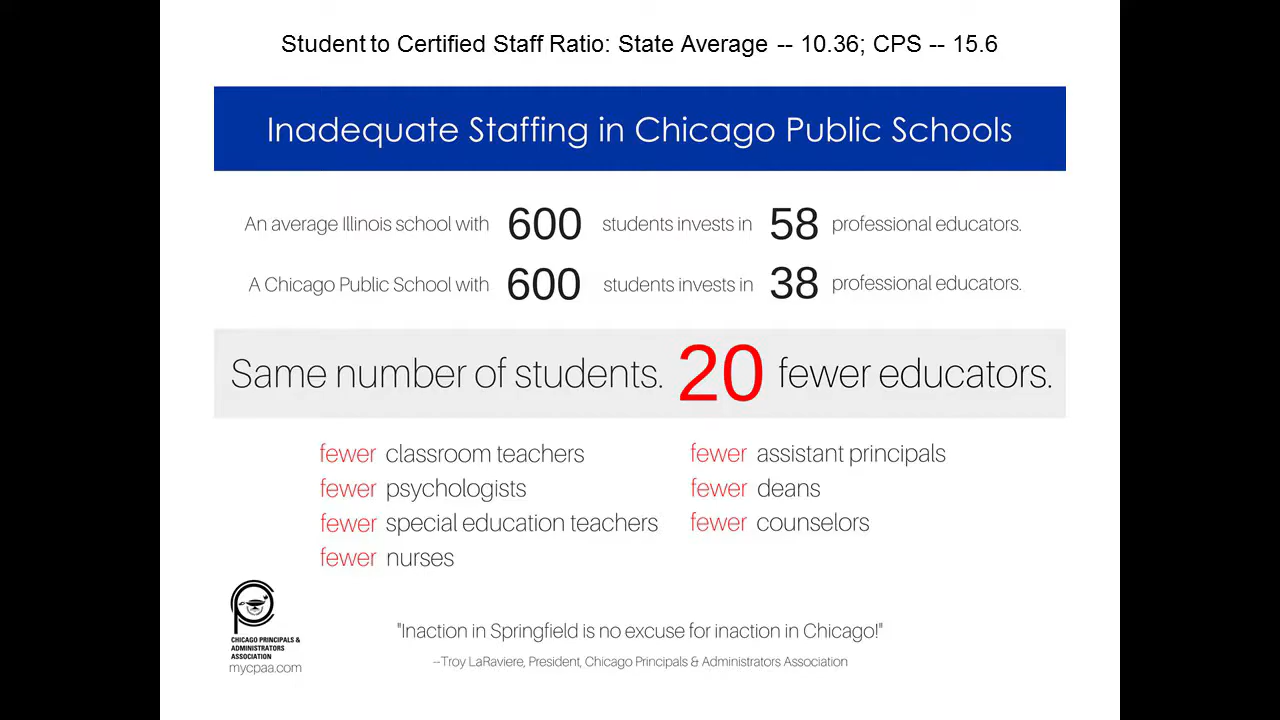 Student to Certified Staff Ratio: State Average -- 10.36; CPS -- 15.6
Inadequate Staffing in Chicago Public Schools
An average Illinois school with 600 students invests in 58 professional educators.
A Chicago Public School with 600 students invests in 38 professional educators.
Same number of students. 20 fewer educators.
fewer classroom teachers
fewer psychologists
fewer special education teachers
fewer nurses
fewer assistant principals
fewer deans
fewer counselors
CHICAGO PRINCIPALS &
ADMINISTRATORS
ASSOCIATION
mycpaa.com
"Inaction in Springfield is no excuse for inaction in Chicago!"
--Troy LaRaviere, President, Chicago Principals & Administrators Association